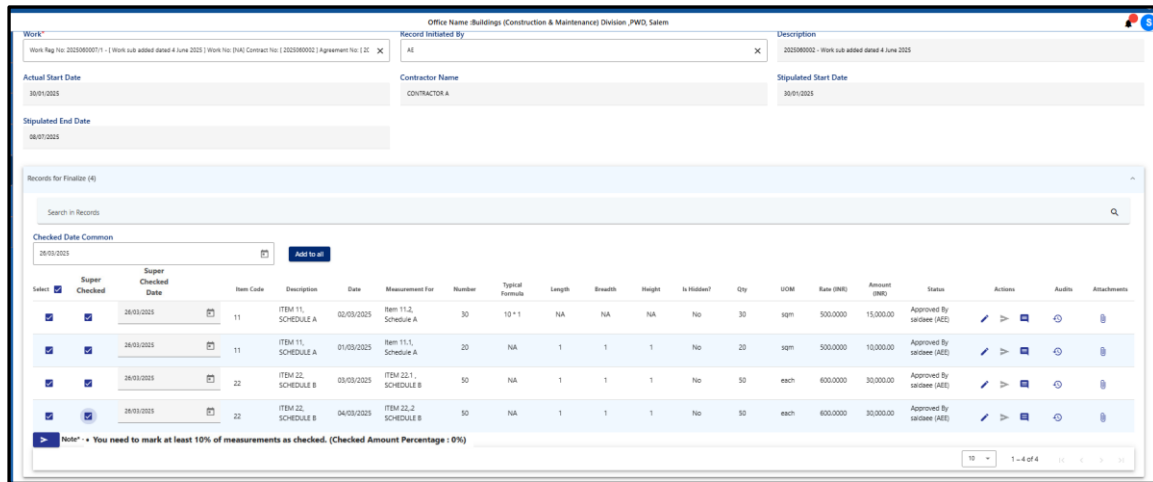 Office Name :Buildings (Construction & Maintenance) Division ,PWD, Salem
S
Work* Record Initiated By Description
Work Reg No: 2025060007/1 - [ Work sub added dated 4 June 2025 ] Work No: [NA] Contract No: [ 2025060002 ] Agreement No: [ 20 AE 2025060002 - Work sub added dated 4 June 2025
Actual Start Date Contractor Name Stipulated Start Date
30/01/2025 CONTRACTOR A 30/01/2025
Stipulated End Date
08/07/2025
Records for Finalize (4)
Search in Records
Checked Date Common
28/03/2025 Add to all
Select Super Checked Super Checked Date Item Code Description Date Measurement For Number Typical Formula Length Breadth Height Is Hidden? Qty UOM Rate (INR) Amount (INR) Status Actions Audits Attachments
28/03/2025 11 ITEM 11, SCHEDULE A 02/03/2025 Item 11.2, Schedule A 30 10 * 1 NA NA NA No 30 sqm 500.0000 15,000.00 Approved By saidaee (AEE)
28/03/2025 11 ITEM 11, SCHEDULE A 01/03/2025 Item 11.1, Schedule A 20 NA 1 1 1 No 20 sqm 500.0000 10,000.00 Approved By saidaee (AEE)
28/03/2025 22 ITEM 22, SCHEDULE B 03/03/2025 ITEM 22.1 , SCHEDULE B 50 NA 1 1 1 No 50 each 600.0000 30,000.00 Approved By saidaee (AEE)
28/03/2025 22 ITEM 22, SCHEDULE B 04/03/2025 ITEM 22,.2 SCHEDULE B 50 NA 1 1 1 No 50 each 600.0000 30,000.00 Approved By saidaee (AEE)
Note* - • You need to mark at least 10% of measurements as checked. (Checked Amount Percentage : 0%)
10 1 – 4 of 4